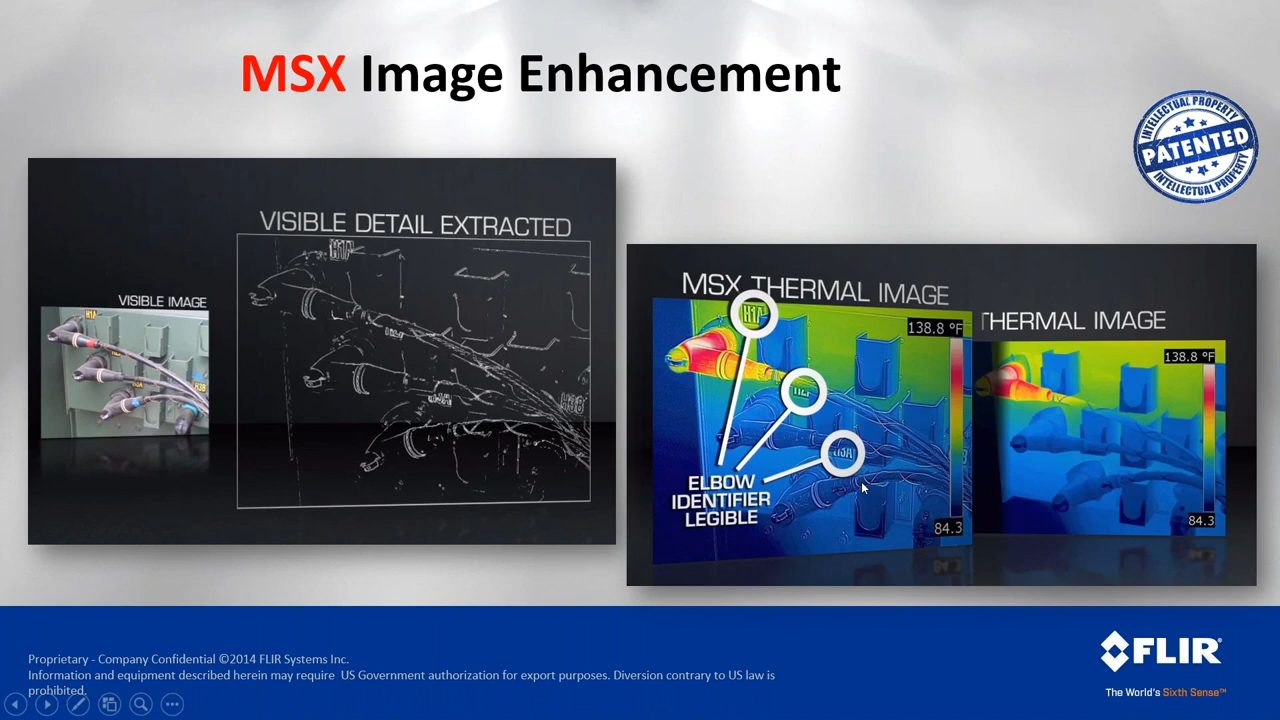 MSX Image Enhancement
INTELLECTUAL PROPERTY
PATENTED
INTELLECTUAL PROPERTY
VISIBLE DETAIL EXTRACTED
H1A
H3B
VISIBLE IMAGE
H1A
H3B
MSX THERMAL IMAGE
H1A
138.8 °F
84.3
ELBOW
IDENTIFIER
LEGIBLE
THERMAL IMAGE
138.8 °F
84.3
Proprietary - Company Confidential ©2014 FLIR Systems Inc.
Information and equipment described herein may require US Government authorization for export purposes. Diversion contrary to US law is
prohibited.
FLIR
The World's Sixth Sense™